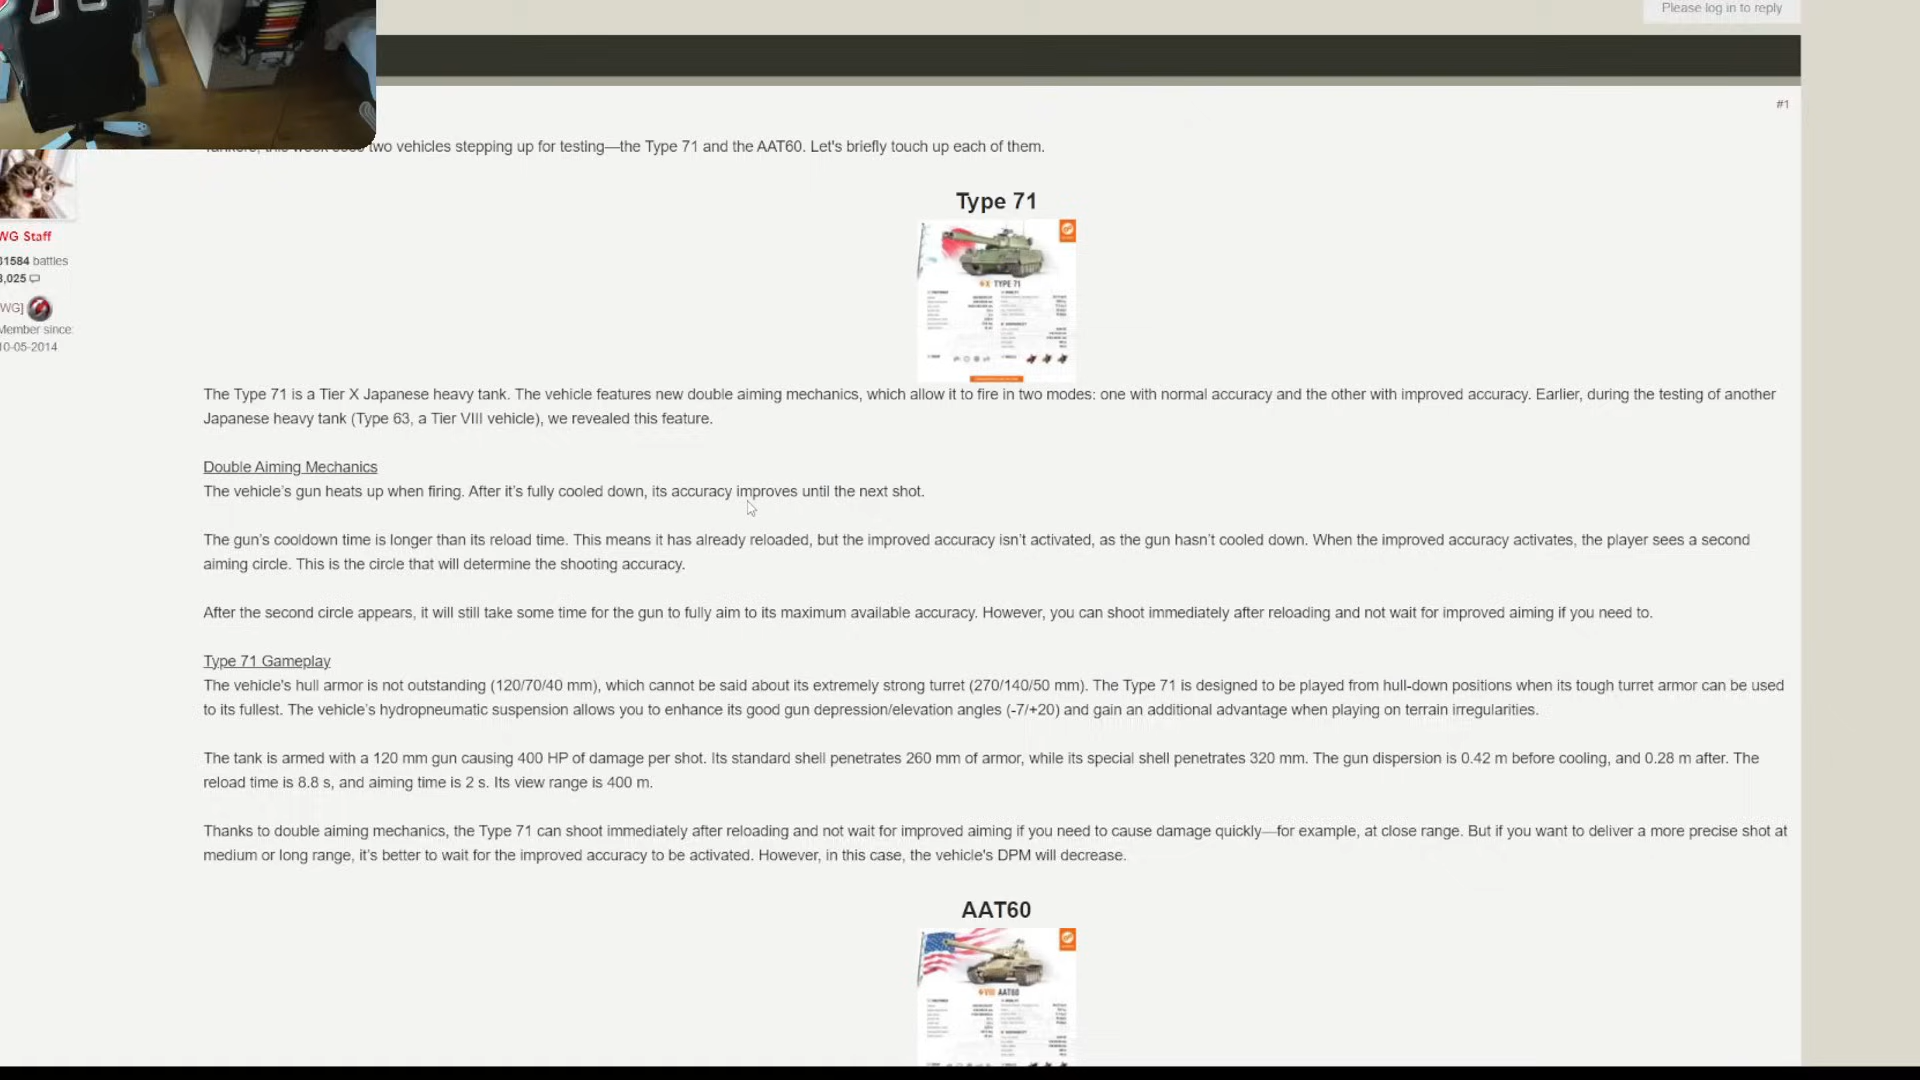 Please log in to reply
#1
two vehicles stepping up for testing—the Type 71 and the AAT60. Let's briefly touch up each of them.
WG Staff
31584 battles
3,025
WG]
Member since:
10-05-2014
Type 71
X TYPE 71
The Type 71 is a Tier X Japanese heavy tank. The vehicle features new double aiming mechanics, which allow it to fire in two modes: one with normal accuracy and the other with improved accuracy. Earlier, during the testing of another
Japanese heavy tank (Type 63, a Tier VIII vehicle), we revealed this feature.
Double Aiming Mechanics
The vehicle's gun heats up when firing. After it's fully cooled down, its accuracy improves until the next shot.
The gun's cooldown time is longer than its reload time. This means it has already reloaded, but the improved accuracy isn't activated, as the gun hasn't cooled down. When the improved accuracy activates, the player sees a second
aiming circle. This is the circle that will determine the shooting accuracy.
After the second circle appears, it will still take some time for the gun to fully aim to its maximum available accuracy. However, you can shoot immediately after reloading and not wait for improved aiming if you need to.
Type 71 Gameplay
The vehicle's hull armor is not outstanding (120/70/40 mm), which cannot be said about its extremely strong turret (270/140/50 mm). The Type 71 is designed to be played from hull-down positions when its tough turret armor can be used
to its fullest. The vehicle's hydropneumatic suspension allows you to enhance its good gun depression/elevation angles (-7/+20) and gain an additional advantage when playing on terrain irregularities.
The tank is armed with a 120 mm gun causing 400 HP of damage per shot. Its standard shell penetrates 260 mm of armor, while its special shell penetrates 320 mm. The gun dispersion is 0.42 m before cooling, and 0.28 m after. The
reload time is 8.8 s, and aiming time is 2 s. Its view range is 400 m.
Thanks to double aiming mechanics, the Type 71 can shoot immediately after reloading and not wait for improved aiming if you need to cause damage quickly—for example, at close range. But if you want to deliver a more precise shot at
medium or long range, it's better to wait for the improved accuracy to be activated. However, in this case, the vehicle's DPM will decrease.
AAT60
VIII AAT60